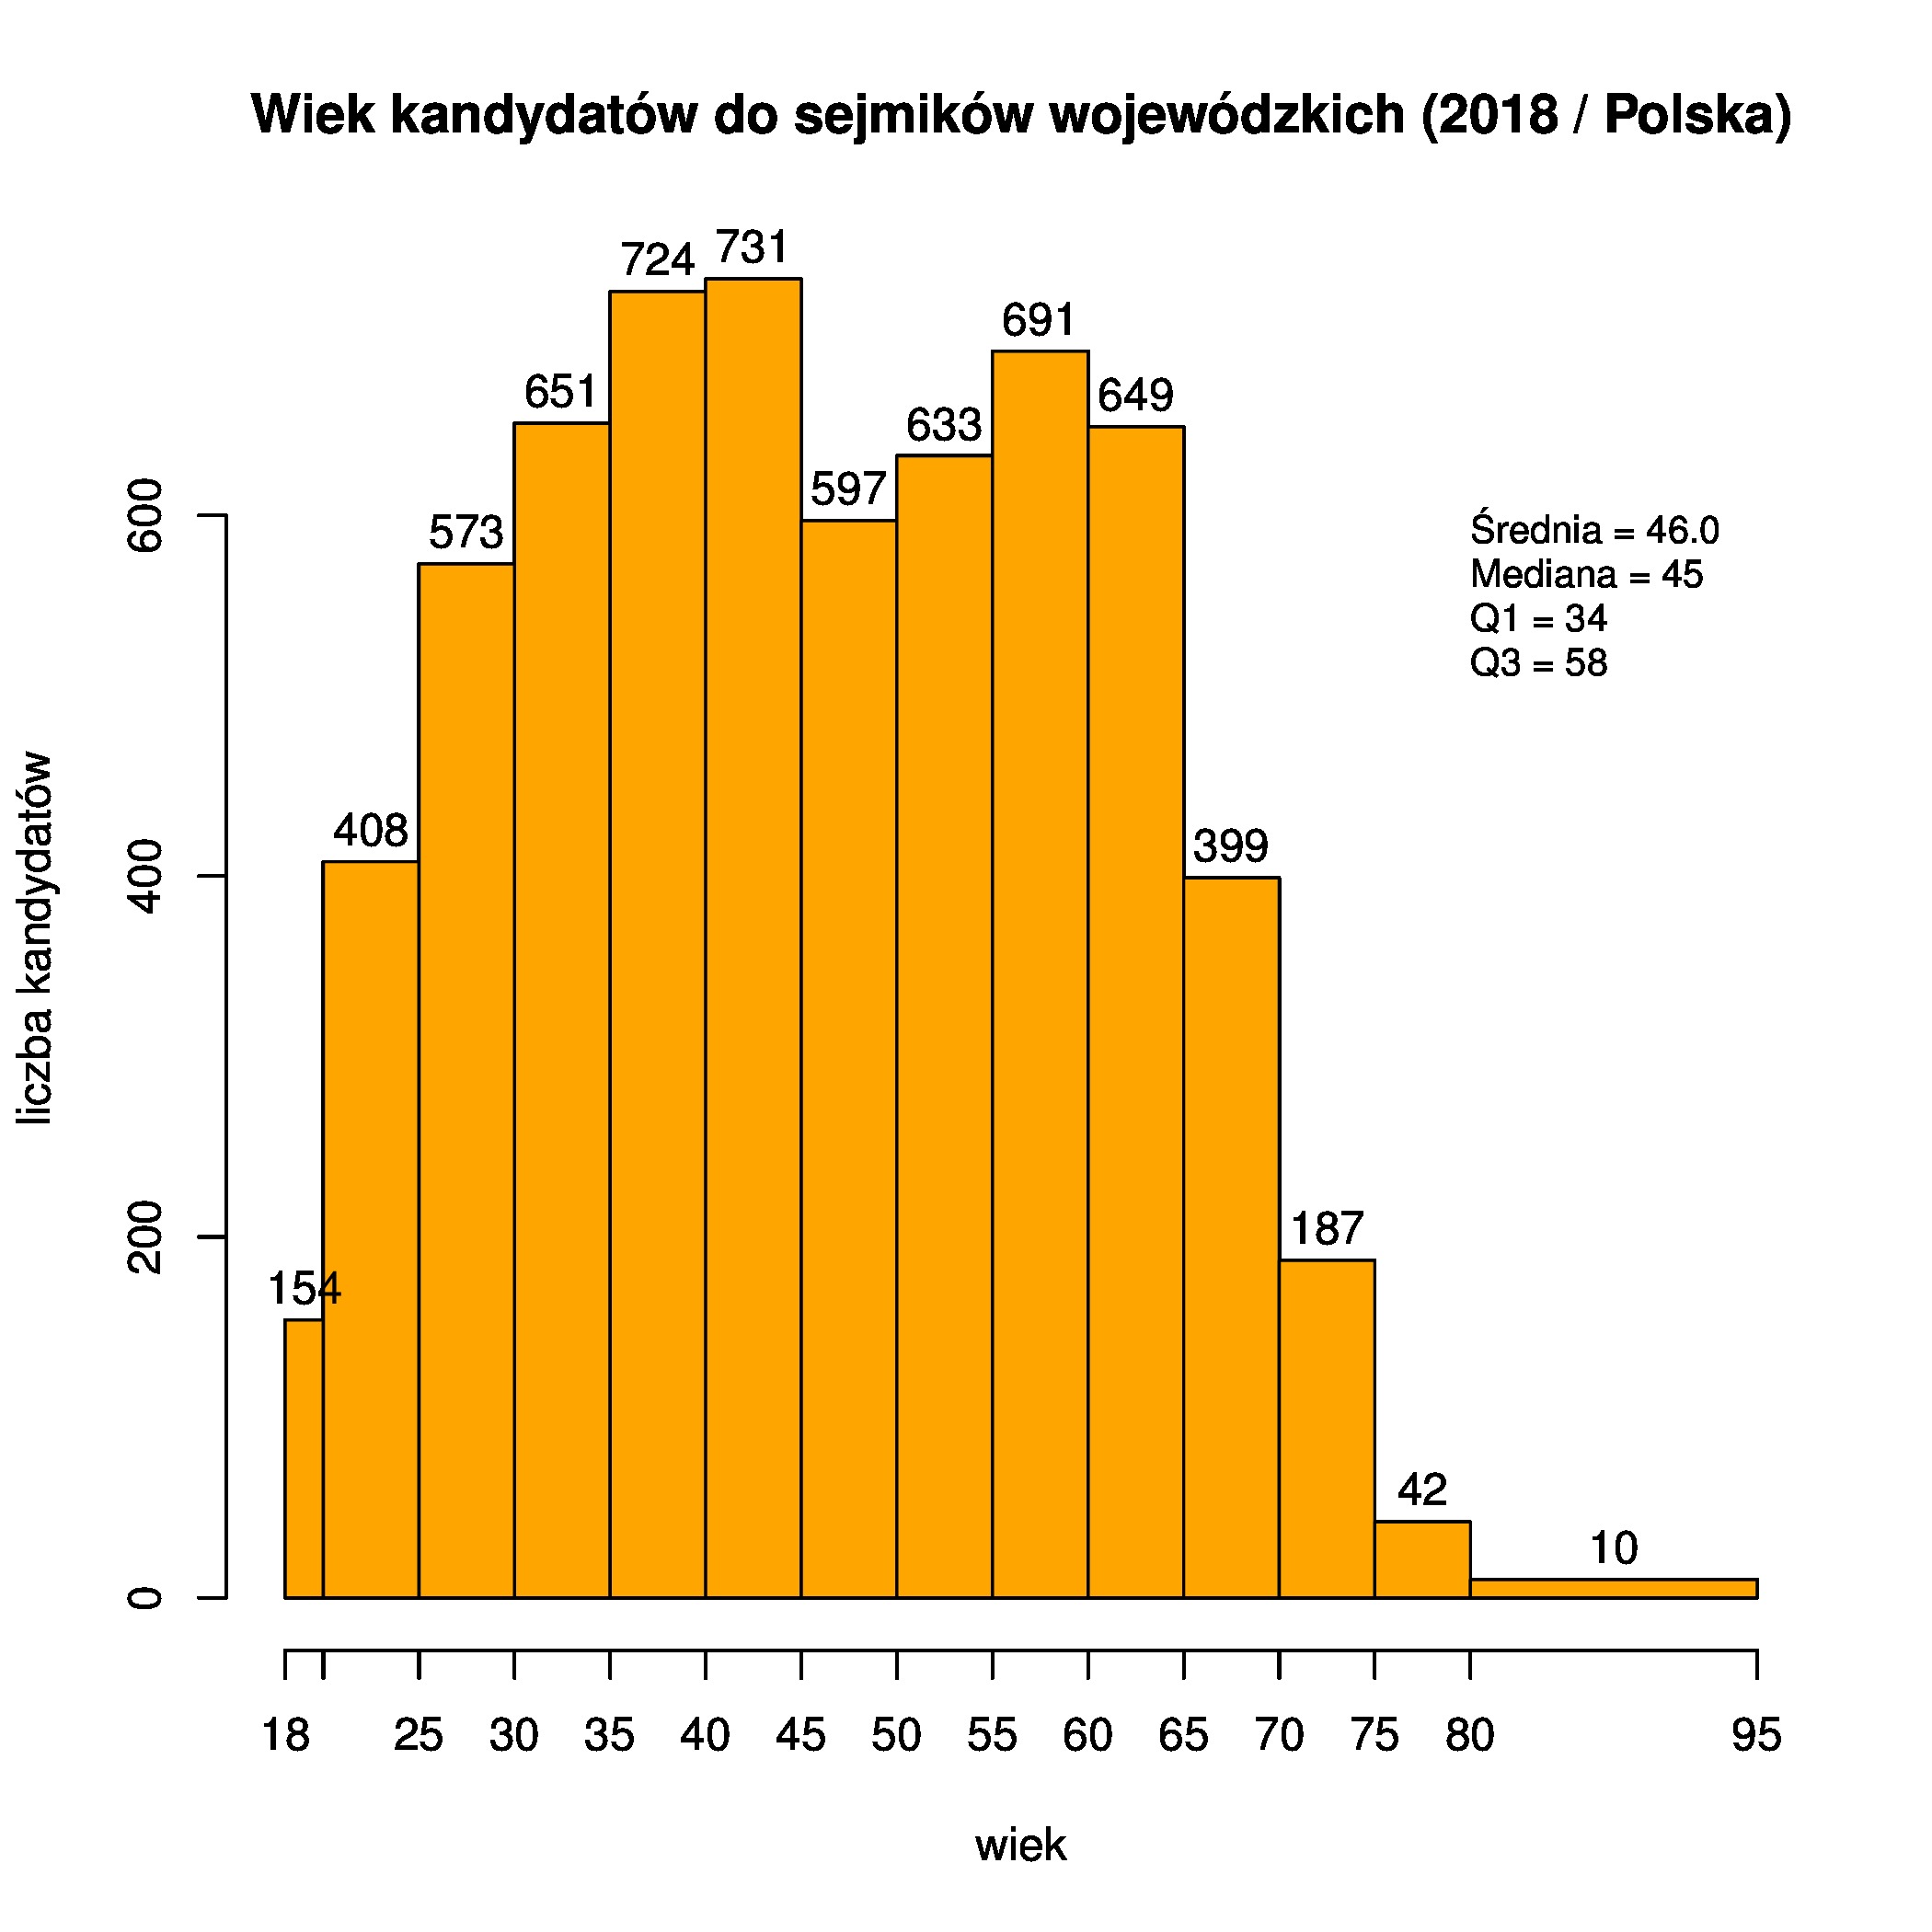 Wiek kandydatów do sejmików wojewódzkich (2018 / Polska)
731
724
691
651
649
633
597
573
408
399
187
154
42
10
Średnia = 46.0
Mediana = 45
Q1 = 34
Q3 = 58
liczba kandydatów
600
400
200
0
18 25 30 35 40 45 50 55 60 65 70 75 80 95
wiek